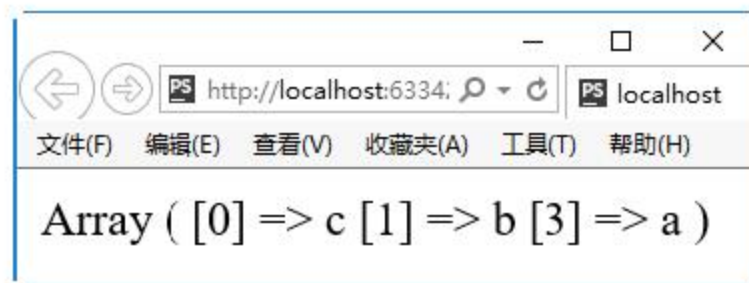 http://localhost:6334:
PS localhost
文件(F) 编辑(E) 查看(V) 收藏夹(A) 工具(T) 帮助(H)
Array ( [0] => c [1] => b [3] => a )